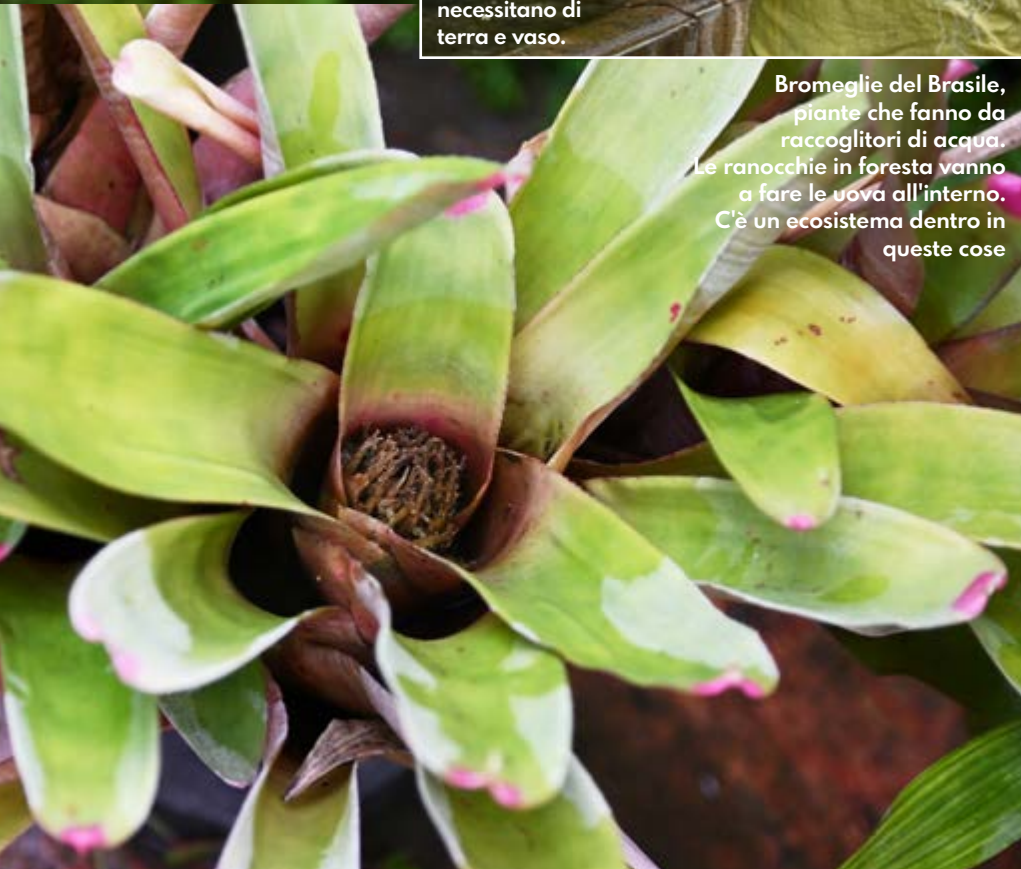 necessitano di
terra e vaso.
Bromeglie del Brasile,
piante che fanno da
raccoglitori di acqua.
Le ranocchie in foresta vanno
a fare le uova all'interno.
C'è un ecosistema dentro in
queste cose